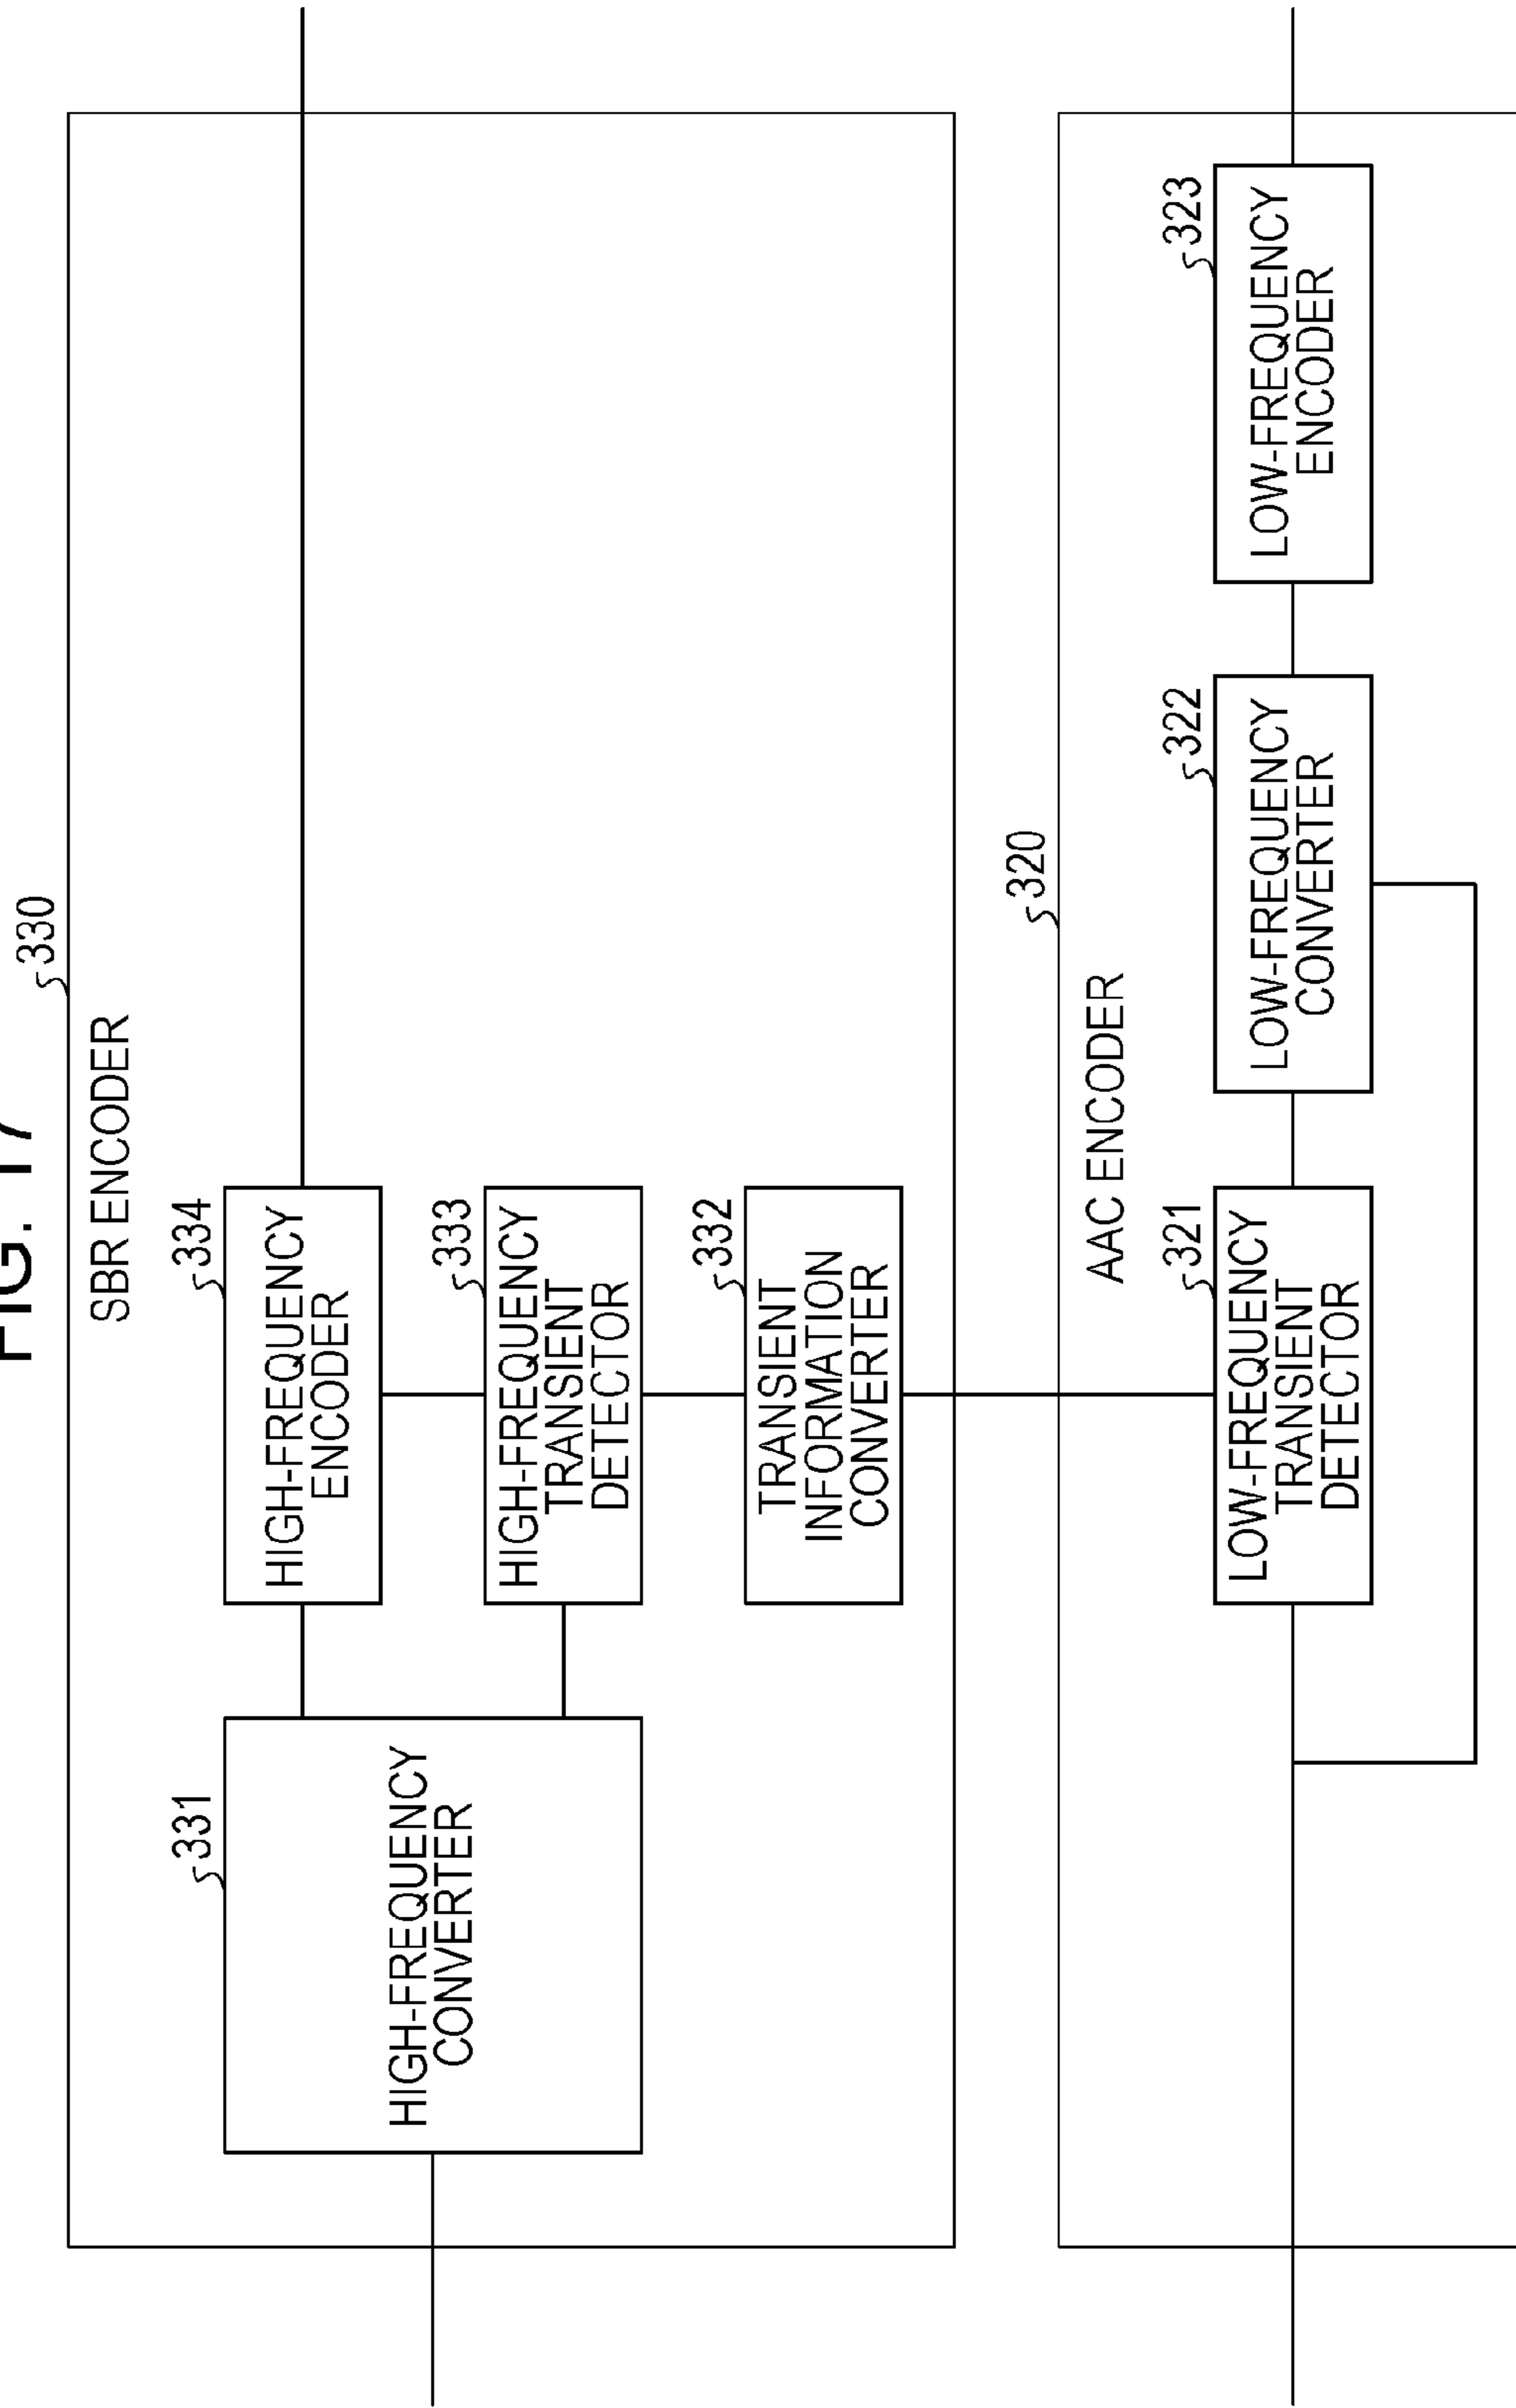 FIG. 17
330
SBR ENCODER
331
HIGH-FREQUENCY
CONVERTER
334
HIGH-FREQUENCY
ENCODER
333
HIGH-FREQUENCY
TRANSIENT
DETECTOR
332
TRANSIENT
INFORMATION
CONVERTER
320
AAC ENCODER
321
LOW-FREQUENCY
TRANSIENT
DETECTOR
322
LOW-FREQUENCY
CONVERTER
323
LOW-FREQUENCY
ENCODER